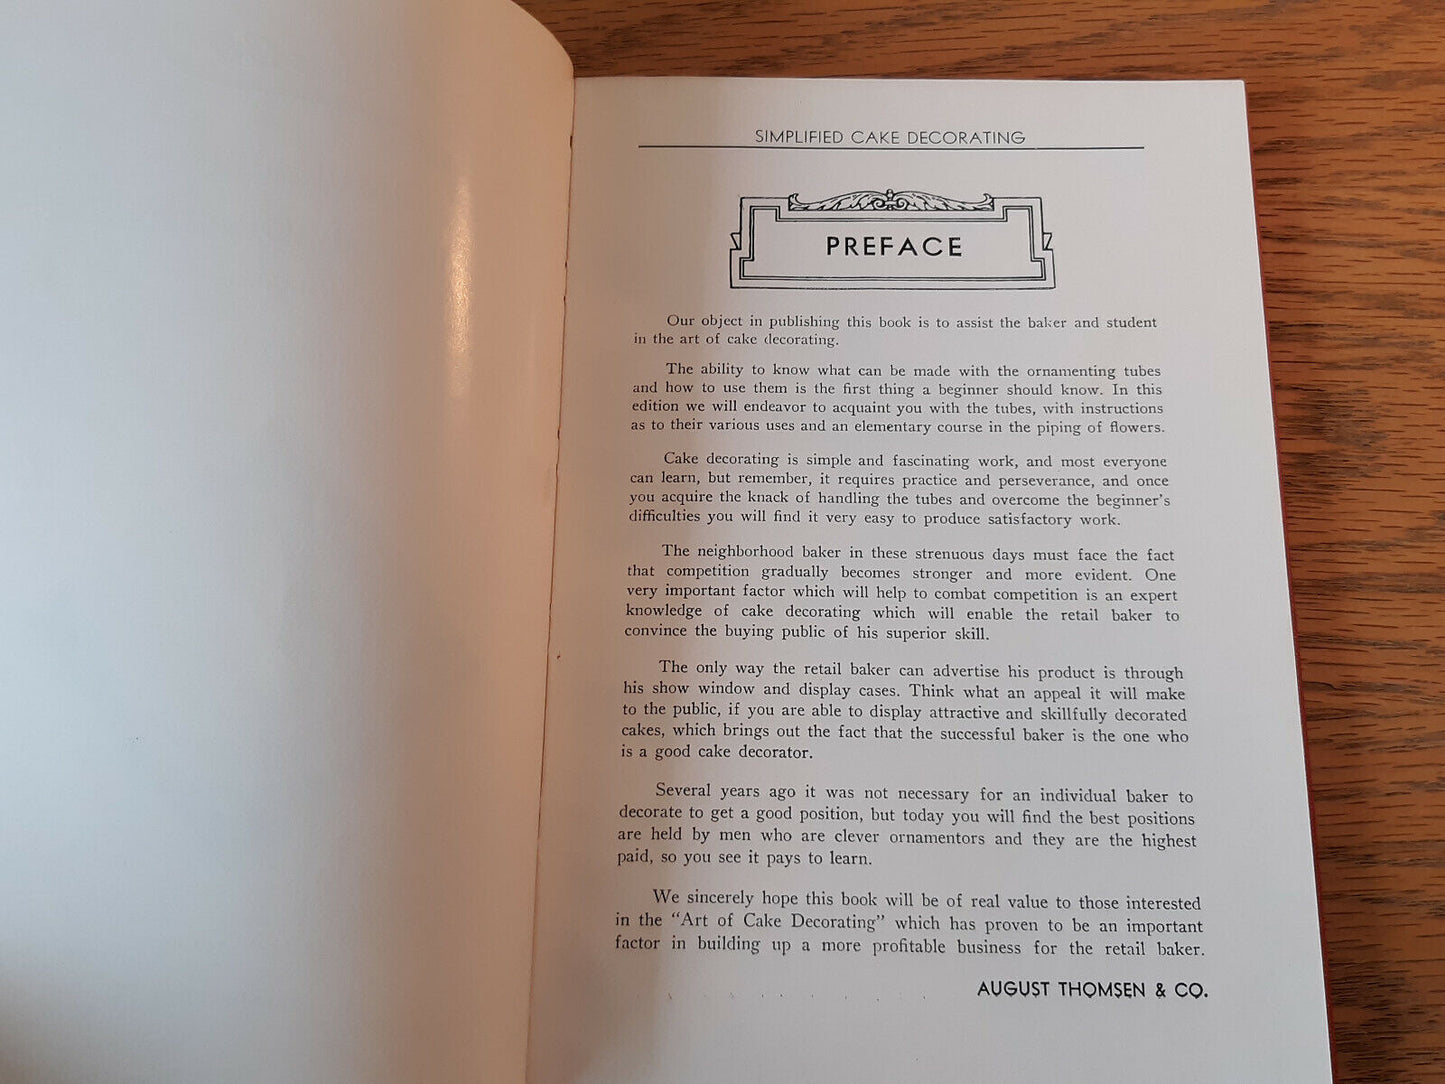 SIMPLIFIED CAKE DECORATING
PREFACE
Our object in publishing this book is to assist the baker and student
in the art of cake decorating.
The ability to know what can be made with the ornamenting tubes
and how to use them is the first thing a beginner should know. In this
edition we will endeavor to acquaint you with the tubes, with instructions
as to their various uses and an elementary course in the piping of flowers.
Cake decorating is simple and fascinating work, and most everyone
can learn, but remember, it requires practice and perseverance, and once
you acquire the knack of handling the tubes and overcome the beginner's
difficulties you will find it very easy to produce satisfactory work.
The neighborhood baker in these strenuous days must face the fact
that competition gradually becomes stronger and more evident. One
very important factor which will help to combat competition is an expert
knowledge of cake decorating which will enable the retail baker to
convince the buying public of his superior skill.
The only way the retail baker can advertise his product is through
his show window and display cases. Think what an appeal it will make
to the public, if you are able to display attractive and skillfully decorated
cakes, which brings out the fact that the successful baker is the one who
is a good cake decorator.
Several years ago it was not necessary for an individual baker to
decorate to get a good position, but today you will find the best positions
are held by men who are clever ornamentors and they are the highest
paid, so you see it pays to learn.
We sincerely hope this book will be of real value to those interested
in the "Art of Cake Decorating" which has proven to be an important
factor in building up a more profitable business for the retail baker.
AUGUST THOMSEN & CO.